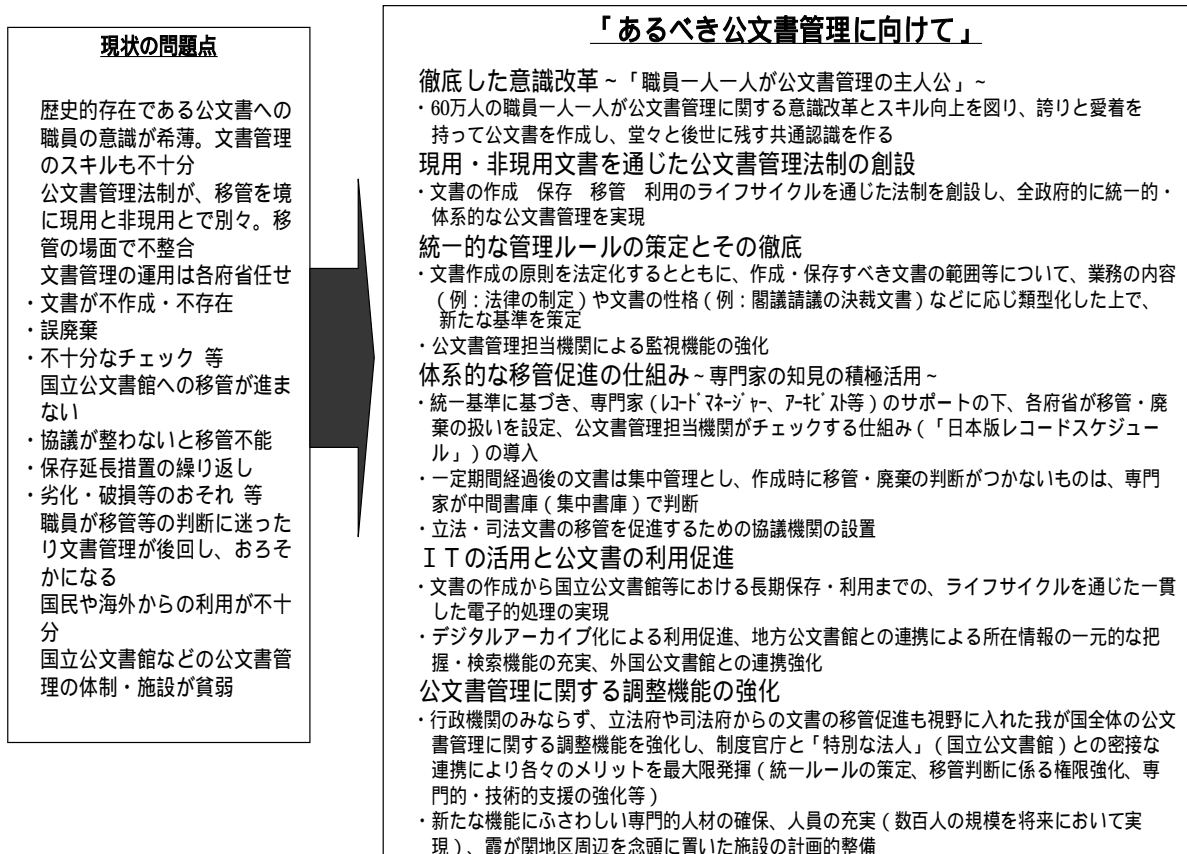 現状の問題点
歴史的存在である公文書への
職員の意識が希薄。文書管理
のスキルも不十分
公文書管理法制が、移管を境
に現用と非現用とで別々。移
管の場面で不整合
文書管理の運用は各府省任せ
・文書が不作成・不存在
・誤廃棄
・不十分なチェック 等
国立公文書館への移管が進ま
ない
・協議が整わないと移管不能
・保存延長措置の繰り返し
・劣化・破損等のおそれ 等
職員が移管等の判断に迷った
り文書管理が後回し、おろそ
かになる
国民や海外からの利用が不十
分
国立公文書館などの公文書管
理の体制・施設が貧弱
「あるべき公文書管理に向けて」
徹底した意識改革～「職員一人一人が公文書管理の主人公」～
・60万人の職員一人一人が公文書管理に関する意識改革とスキル向上を図り、誇りと愛着を
持って公文書を作成し、堂々と後世に残す共通認識を作る
現用・非現用文書を通じた公文書管理法制の創設
・文書の作成 保存 移管 利用のライフサイクルを通じた法制を創設し、全政府的に統一的・
体系的な公文書管理を実現
統一的な管理ルールの策定とその徹底
・文書作成の原則を法定化するとともに、作成・保存すべき文書の範囲等について、業務の内容
（例：法律の制定）や文書の性格（例：閣議請議の決裁文書）などに応じ類型化した上で、
新たな基準を策定
・公文書管理担当機関による監視機能の強化
体系的な移管促進の仕組み～専門家の知見の積極活用～
・統一基準に基づき、専門家（ﾚｺｰﾄﾞﾏﾈｰｼﾞｬｰ、ｱｰｷﾋﾞｽﾄ等）のサポートの下、各府省が移管・廃
棄の扱いを設定、公文書管理担当機関がチェックする仕組み（「日本版レコードスケジュー
ル」）の導入
・一定期間経過後の文書は集中管理とし、作成時に移管・廃棄の判断がつかないものは、専門
家が中間書庫（集中書庫）で判断
・立法・司法文書の移管を促進するための協議機関の設置
ＩＴの活用と公文書の利用促進
・文書の作成から国立公文書館等における長期保存・利用までの、ライフサイクルを通じた一貫
した電子的処理の実現
・デジタルアーカイブ化による利用促進、地方公文書館との連携による所在情報の一元的な把
握・検索機能の充実、外国公文書館との連携強化
公文書管理に関する調整機能の強化
・行政機関のみならず、立法府や司法府からの文書の移管促進も視野に入れた我が国全体の公文
書管理に関する調整機能を強化し、制度官庁と「特別な法人」（国立公文書館）との密接な
連携により各々のメリットを最大限発揮（統一ルールの策定、移管判断に係る権限強化、専
門的・技術的支援の強化等）
・新たな機能にふさわしい専門的人材の確保、人員の充実（数百人の規模を将来において実
現）、霞が関地区周辺を念頭に置いた施設の計画的整備